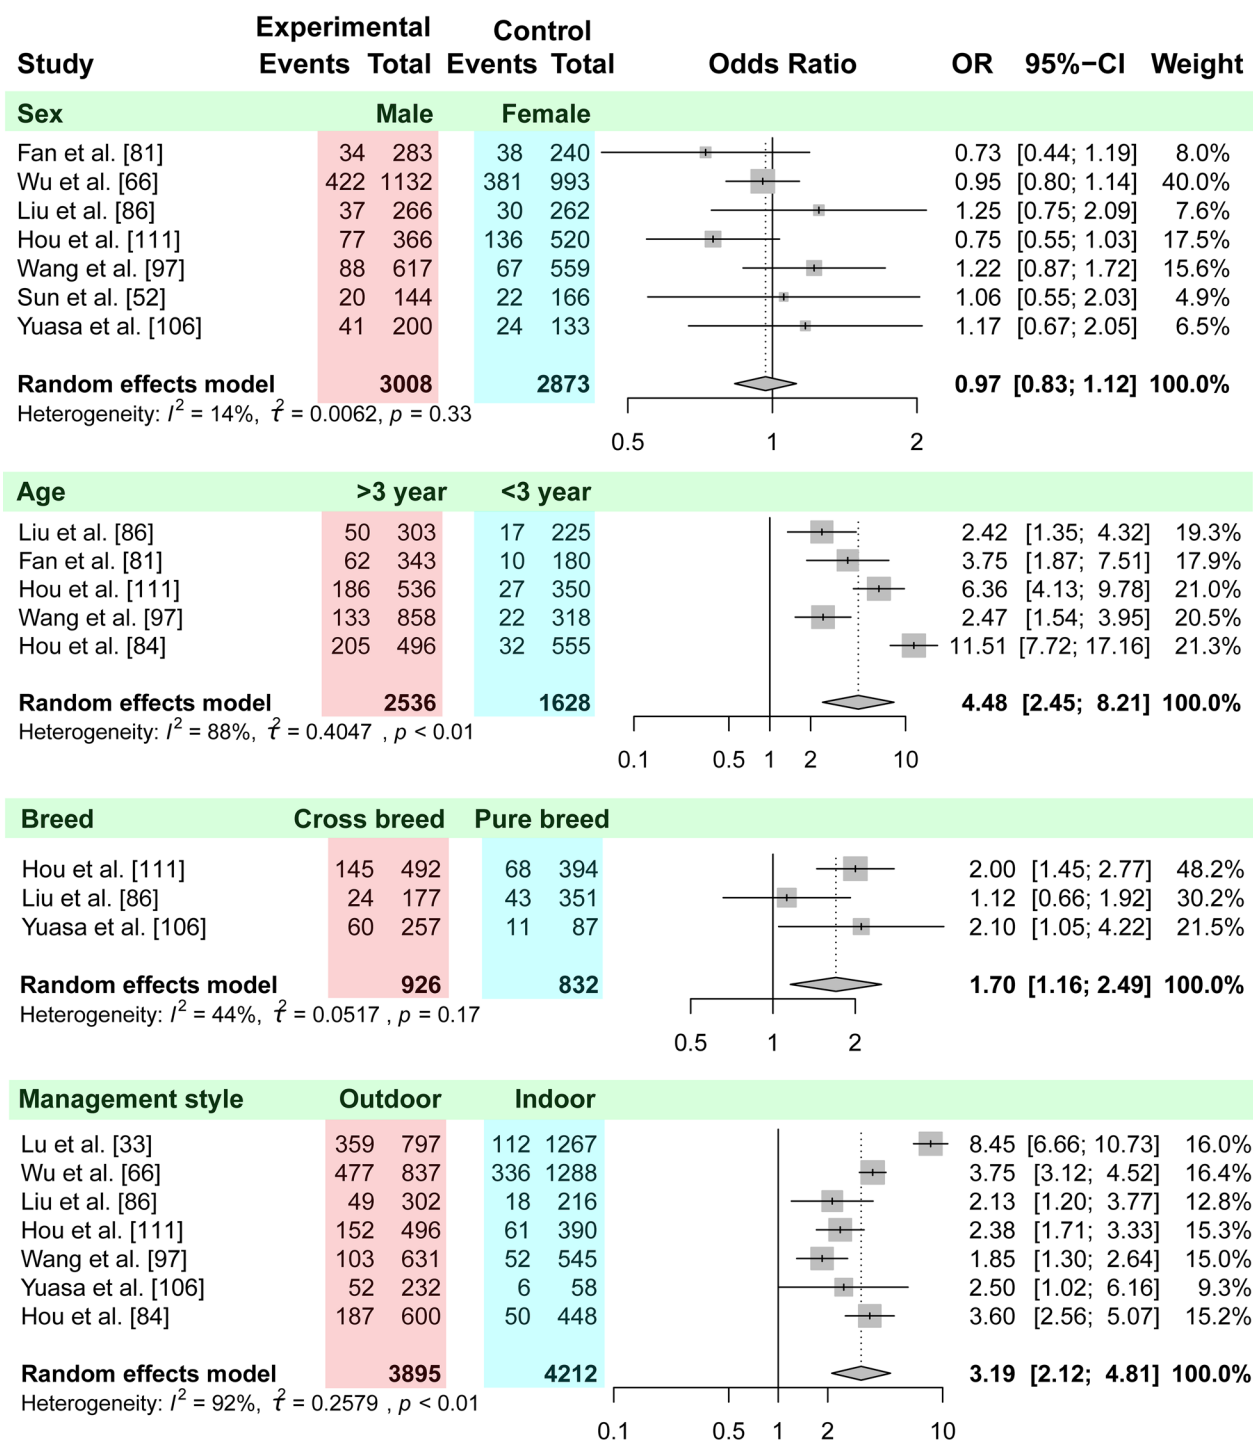 Experimental Control
Study Events Total Events Total Odds Ratio OR 95%−CI Weight
Sex Male Female
Fan et al. [81] 34 283 38 240 0.73 [0.44; 1.19] 8.0%
Wu et al. [66] 422 1132 381 993 0.95 [0.80; 1.14] 40.0%
Liu et al. [86] 37 266 30 262 1.25 [0.75; 2.09] 7.6%
Hou et al. [111] 77 366 136 520 0.75 [0.55; 1.03] 17.5%
Wang et al. [97] 88 617 67 559 1.22 [0.87; 1.72] 15.6%
Sun et al. [52] 20 144 22 166 1.06 [0.55; 2.03] 4.9%
Yuasa et al. [106] 41 200 24 133 1.17 [0.67; 2.05] 6.5%
Random effects model 3008 2873 0.97 [0.83; 1.12] 100.0%
Heterogeneity: I² = 14%, τ̂² = 0.0062, p = 0.33
0.5 1 2
Age >3 year <3 year
Liu et al. [86] 50 303 17 225 2.42 [1.35; 4.32] 19.3%
Fan et al. [81] 62 343 10 180 3.75 [1.87; 7.51] 17.9%
Hou et al. [111] 186 536 27 350 6.36 [4.13; 9.78] 21.0%
Wang et al. [97] 133 858 22 318 2.47 [1.54; 3.95] 20.5%
Hou et al. [84] 205 496 32 555 11.51 [7.72; 17.16] 21.3%
Random effects model 2536 1628 4.48 [2.45; 8.21] 100.0%
Heterogeneity: I² = 88%, τ̂² = 0.4047 , p < 0.01
0.1 0.5 1 2 10
Breed Cross breed Pure breed
Hou et al. [111] 145 492 68 394 2.00 [1.45; 2.77] 48.2%
Liu et al. [86] 24 177 43 351 1.12 [0.66; 1.92] 30.2%
Yuasa et al. [106] 60 257 11 87 2.10 [1.05; 4.22] 21.5%
Random effects model 926 832 1.70 [1.16; 2.49] 100.0%
Heterogeneity: I² = 44%, τ̂² = 0.0517 , p = 0.17
0.5 1 2
Management style Outdoor Indoor
Lu et al. [33] 359 797 112 1267 8.45 [6.66; 10.73] 16.0%
Wu et al. [66] 477 837 336 1288 3.75 [3.12; 4.52] 16.4%
Liu et al. [86] 49 302 18 216 2.13 [1.20; 3.77] 12.8%
Hou et al. [111] 152 496 61 390 2.38 [1.71; 3.33] 15.3%
Wang et al. [97] 103 631 52 545 1.85 [1.30; 2.64] 15.0%
Yuasa et al. [106] 52 232 6 58 2.50 [1.02; 6.16] 9.3%
Hou et al. [84] 187 600 50 448 3.60 [2.56; 5.07] 15.2%
Random effects model 3895 4212 3.19 [2.12; 4.81] 100.0%
Heterogeneity: I² = 92%, τ̂² = 0.2579 , p < 0.01
0.1 0.5 1 2 10